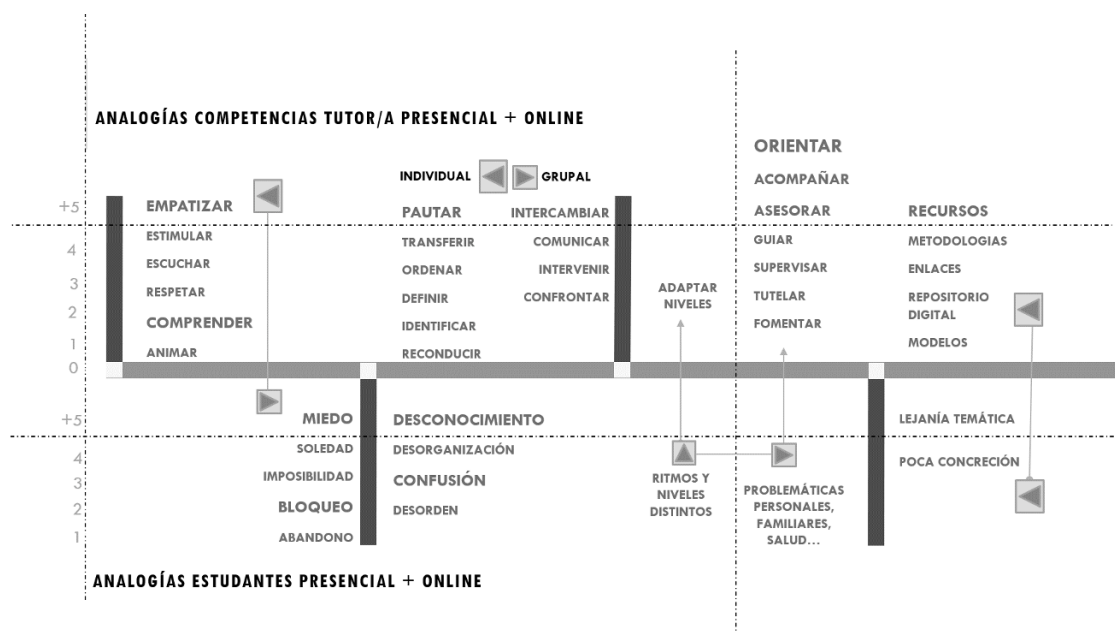 ANALOGÍAS COMPETENCIAS TUTOR/A PRESENCIAL + ONLINE
INDIVIDUAL
GRUPAL
+5
4
3
2
1
0
EMPATIZAR
ESTIMULAR
ESCUCHAR
RESPETAR
COMPRENDER
ANIMAR
PAUTAR
TRANSFERIR
ORDENAR
DEFINIR
IDENTIFICAR
RECONDUCIR
INTERCAMBIAR
COMUNICAR
INTERVENIR
CONFRONTAR
ADAPTAR
NIVELES
ORIENTAR
ACOMPAÑAR
ASESORAR
GUIAR
SUPERVISAR
TUTELAR
FOMENTAR
RECURSOS
METODOLOGIAS
ENLACES
REPOSITORIO
DIGITAL
MODELOS
+5
4
3
2
1
MIEDO
SOLEDAD
IMPOSIBILIDAD
BLOQUEO
ABANDONO
DESCONOCIMIENTO
DESORGANIZACIÓN
CONFUSIÓN
DESORDEN
RITMOS Y
NIVELES
DISTINTOS
PROBLEMÁTICAS
PERSONALES,
FAMILIARES,
SALUD...
LEJANÍA TEMÁTICA
POCA CONCRECIÓN
ANALOGÍAS ESTUDANTES PRESENCIAL + ONLINE